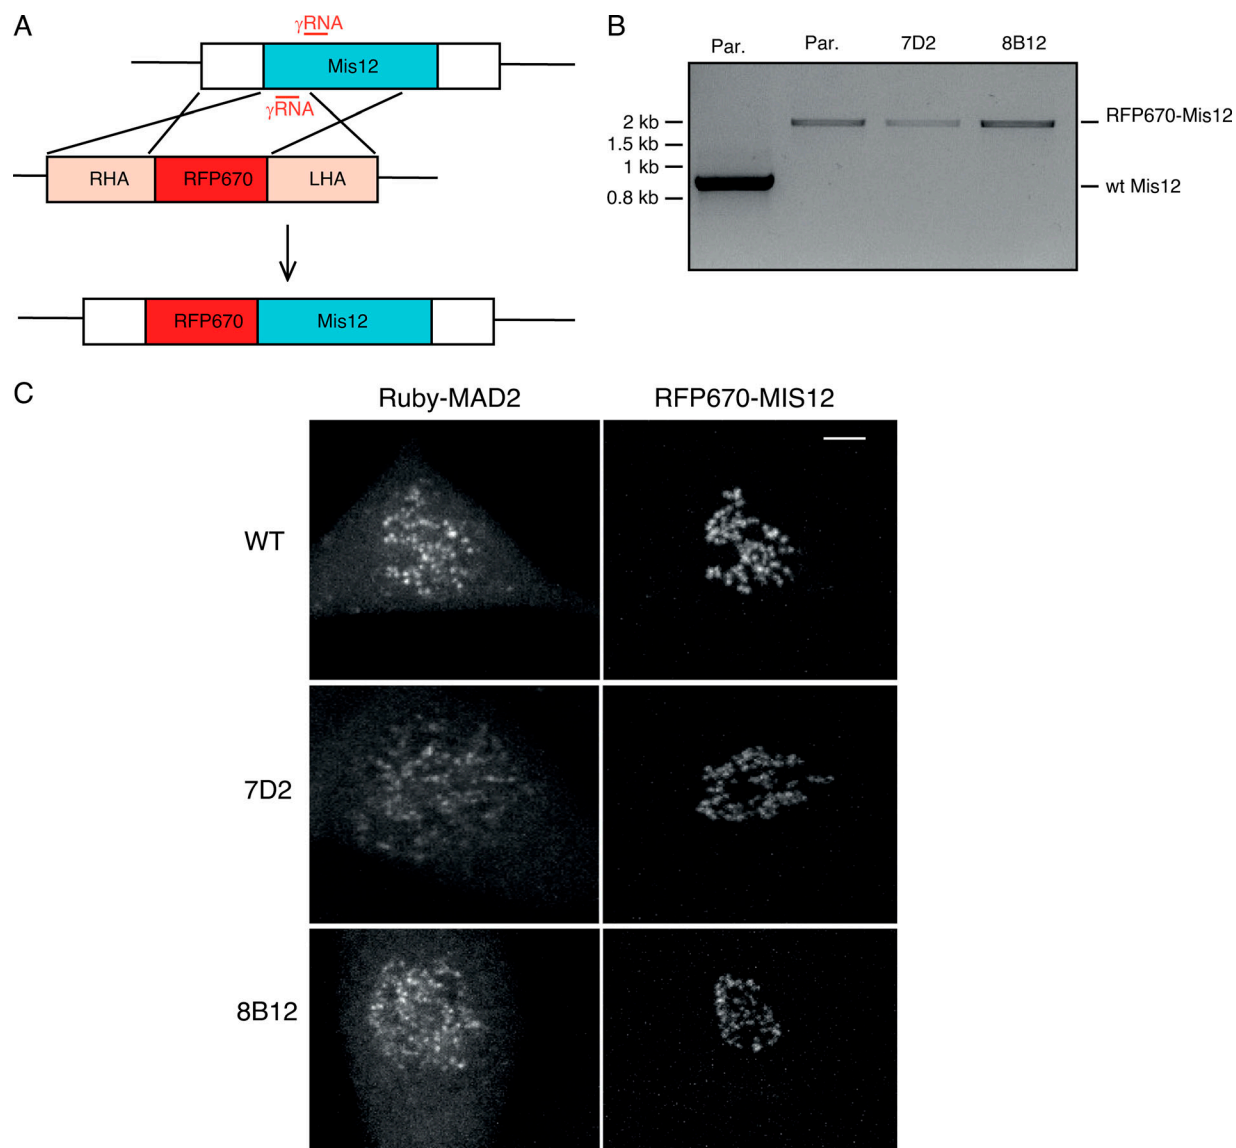 A
γRNA
Mis12
γRNA
RHA
RFP670
LHA
RFP670
Mis12
B
Par.
Par.
7D2
8B12
2 kb
1.5 kb
1 kb
0.8 kb
RFP670-Mis12
wt Mis12
C
Ruby-MAD2
RFP670-MIS12
WT
7D2
8B12